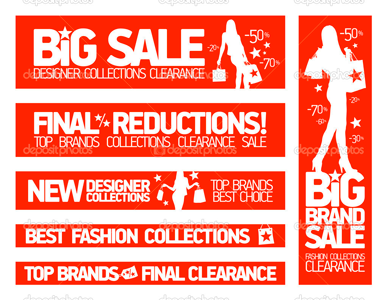 BIG SALE
DESIGNER COLLECTIONS CLEARANCE
-20%
-50%
-70%
FINAL % REDUCTIONS!
TOP BRANDS COLLECTIONS CLEARANCE SALE
NEW DESIGNER
COLLECTIONS
TOP BRANDS
BEST CHOICE
BEST FASHION COLLECTIONS
TOP BRANDS FINAL CLEARANCE
-50%
-20%
-70%
-30%
BIG
BRAND
SALE
FASHION COLLECTIONS
CLEARANCE
depositphotos